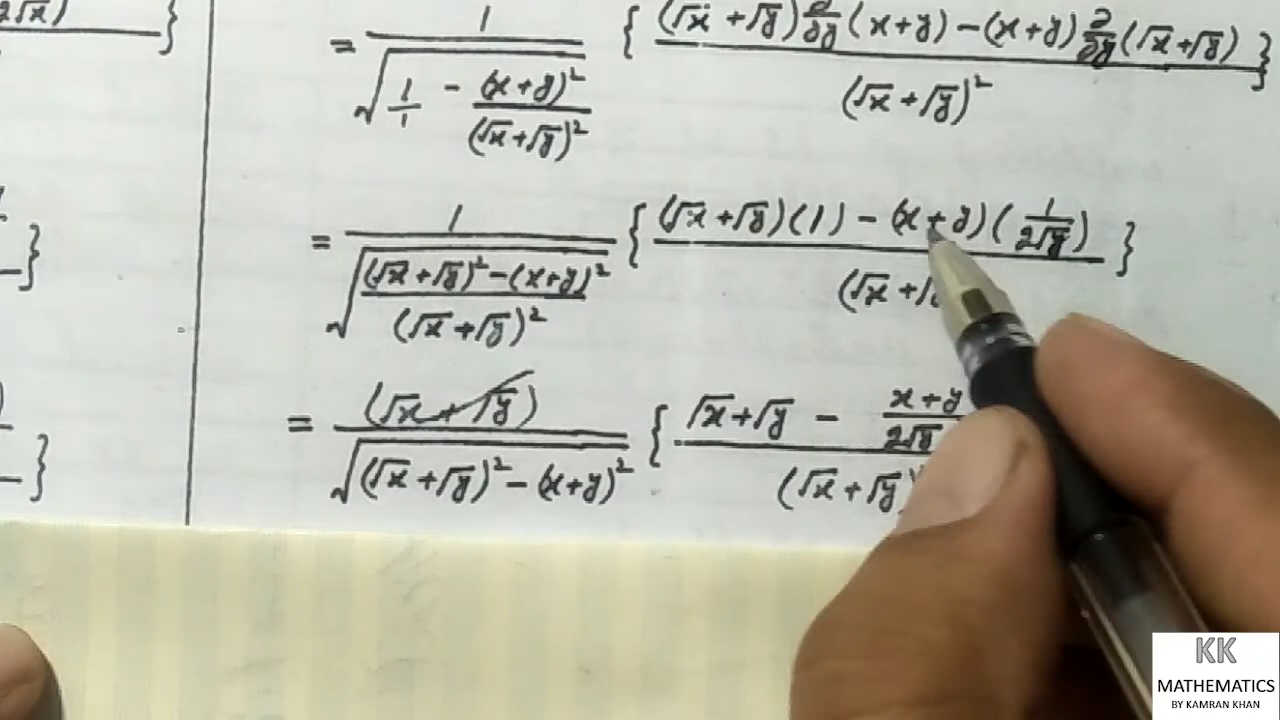 2√x) }
= 1 / √(1/1 - (x+y)² / (√x+√y)²) { (√x+√y) ∂/∂y (x+y) - (x+y) ∂/∂y (√x+√y) / (√x+√y)² }
}
= 1 / √((√x+√y)² - (x+y)² / (√x+√y)²) { (√x+√y)(1) - (x+y)(1/2√y) / (√x+√ }
}
= (√x+√y) / √((√x+√y)² - (x+y)²) { √x+√y - x+y/2√y / (√x+√y)
KK
MATHEMATICS
BY KAMRAN KHAN